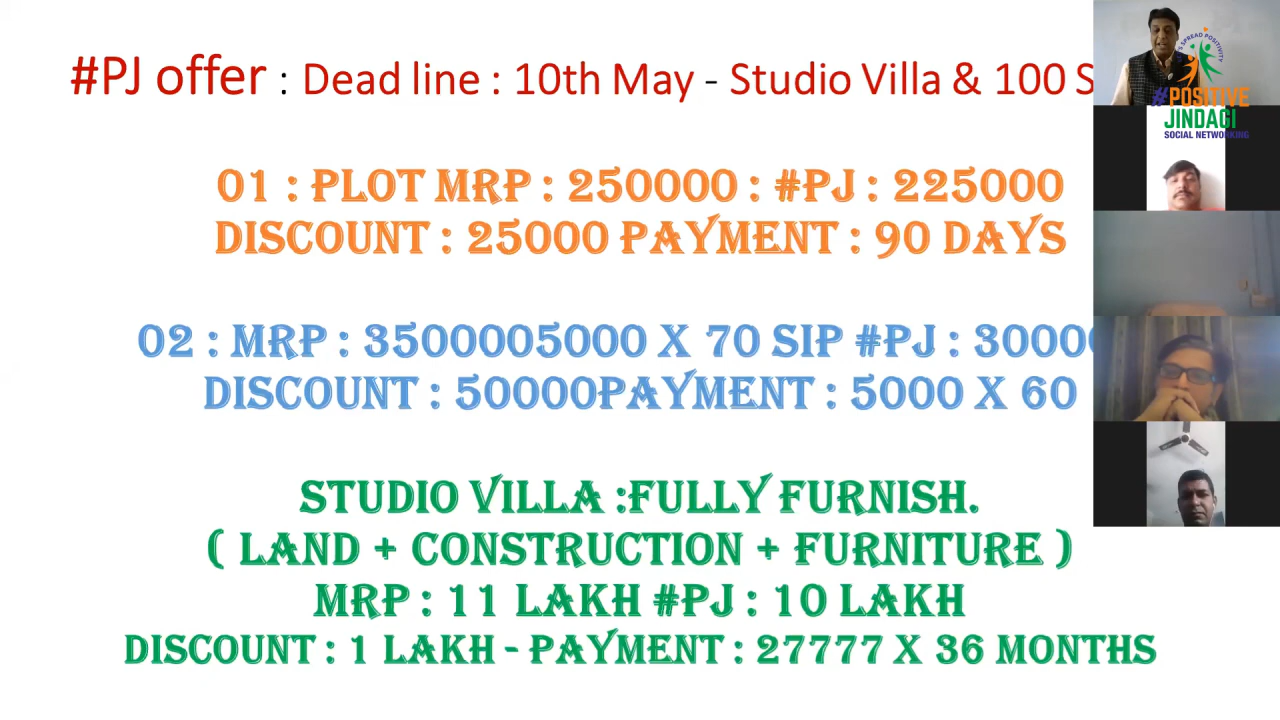 #PJ offer : Dead line : 10th May - Studio Villa & 100 S
01 : PLOT MRP : 250000 : #PJ : 225000
DISCOUNT : 25000 PAYMENT : 90 DAYS
02 : MRP : 3500005000 X 70 SIP #PJ : 30000
DISCOUNT : 50000PAYMENT : 5000 X 60
STUDIO VILLA :FULLY FURNISH.
( LAND + CONSTRUCTION + FURNITURE )
MRP : 11 LAKH #PJ : 10 LAKH
DISCOUNT : 1 LAKH - PAYMENT : 27777 X 36 MONTHS
SPREAD POSITIVITY
#POSITIVE
JINDAGI
SOCIAL NETWORKING